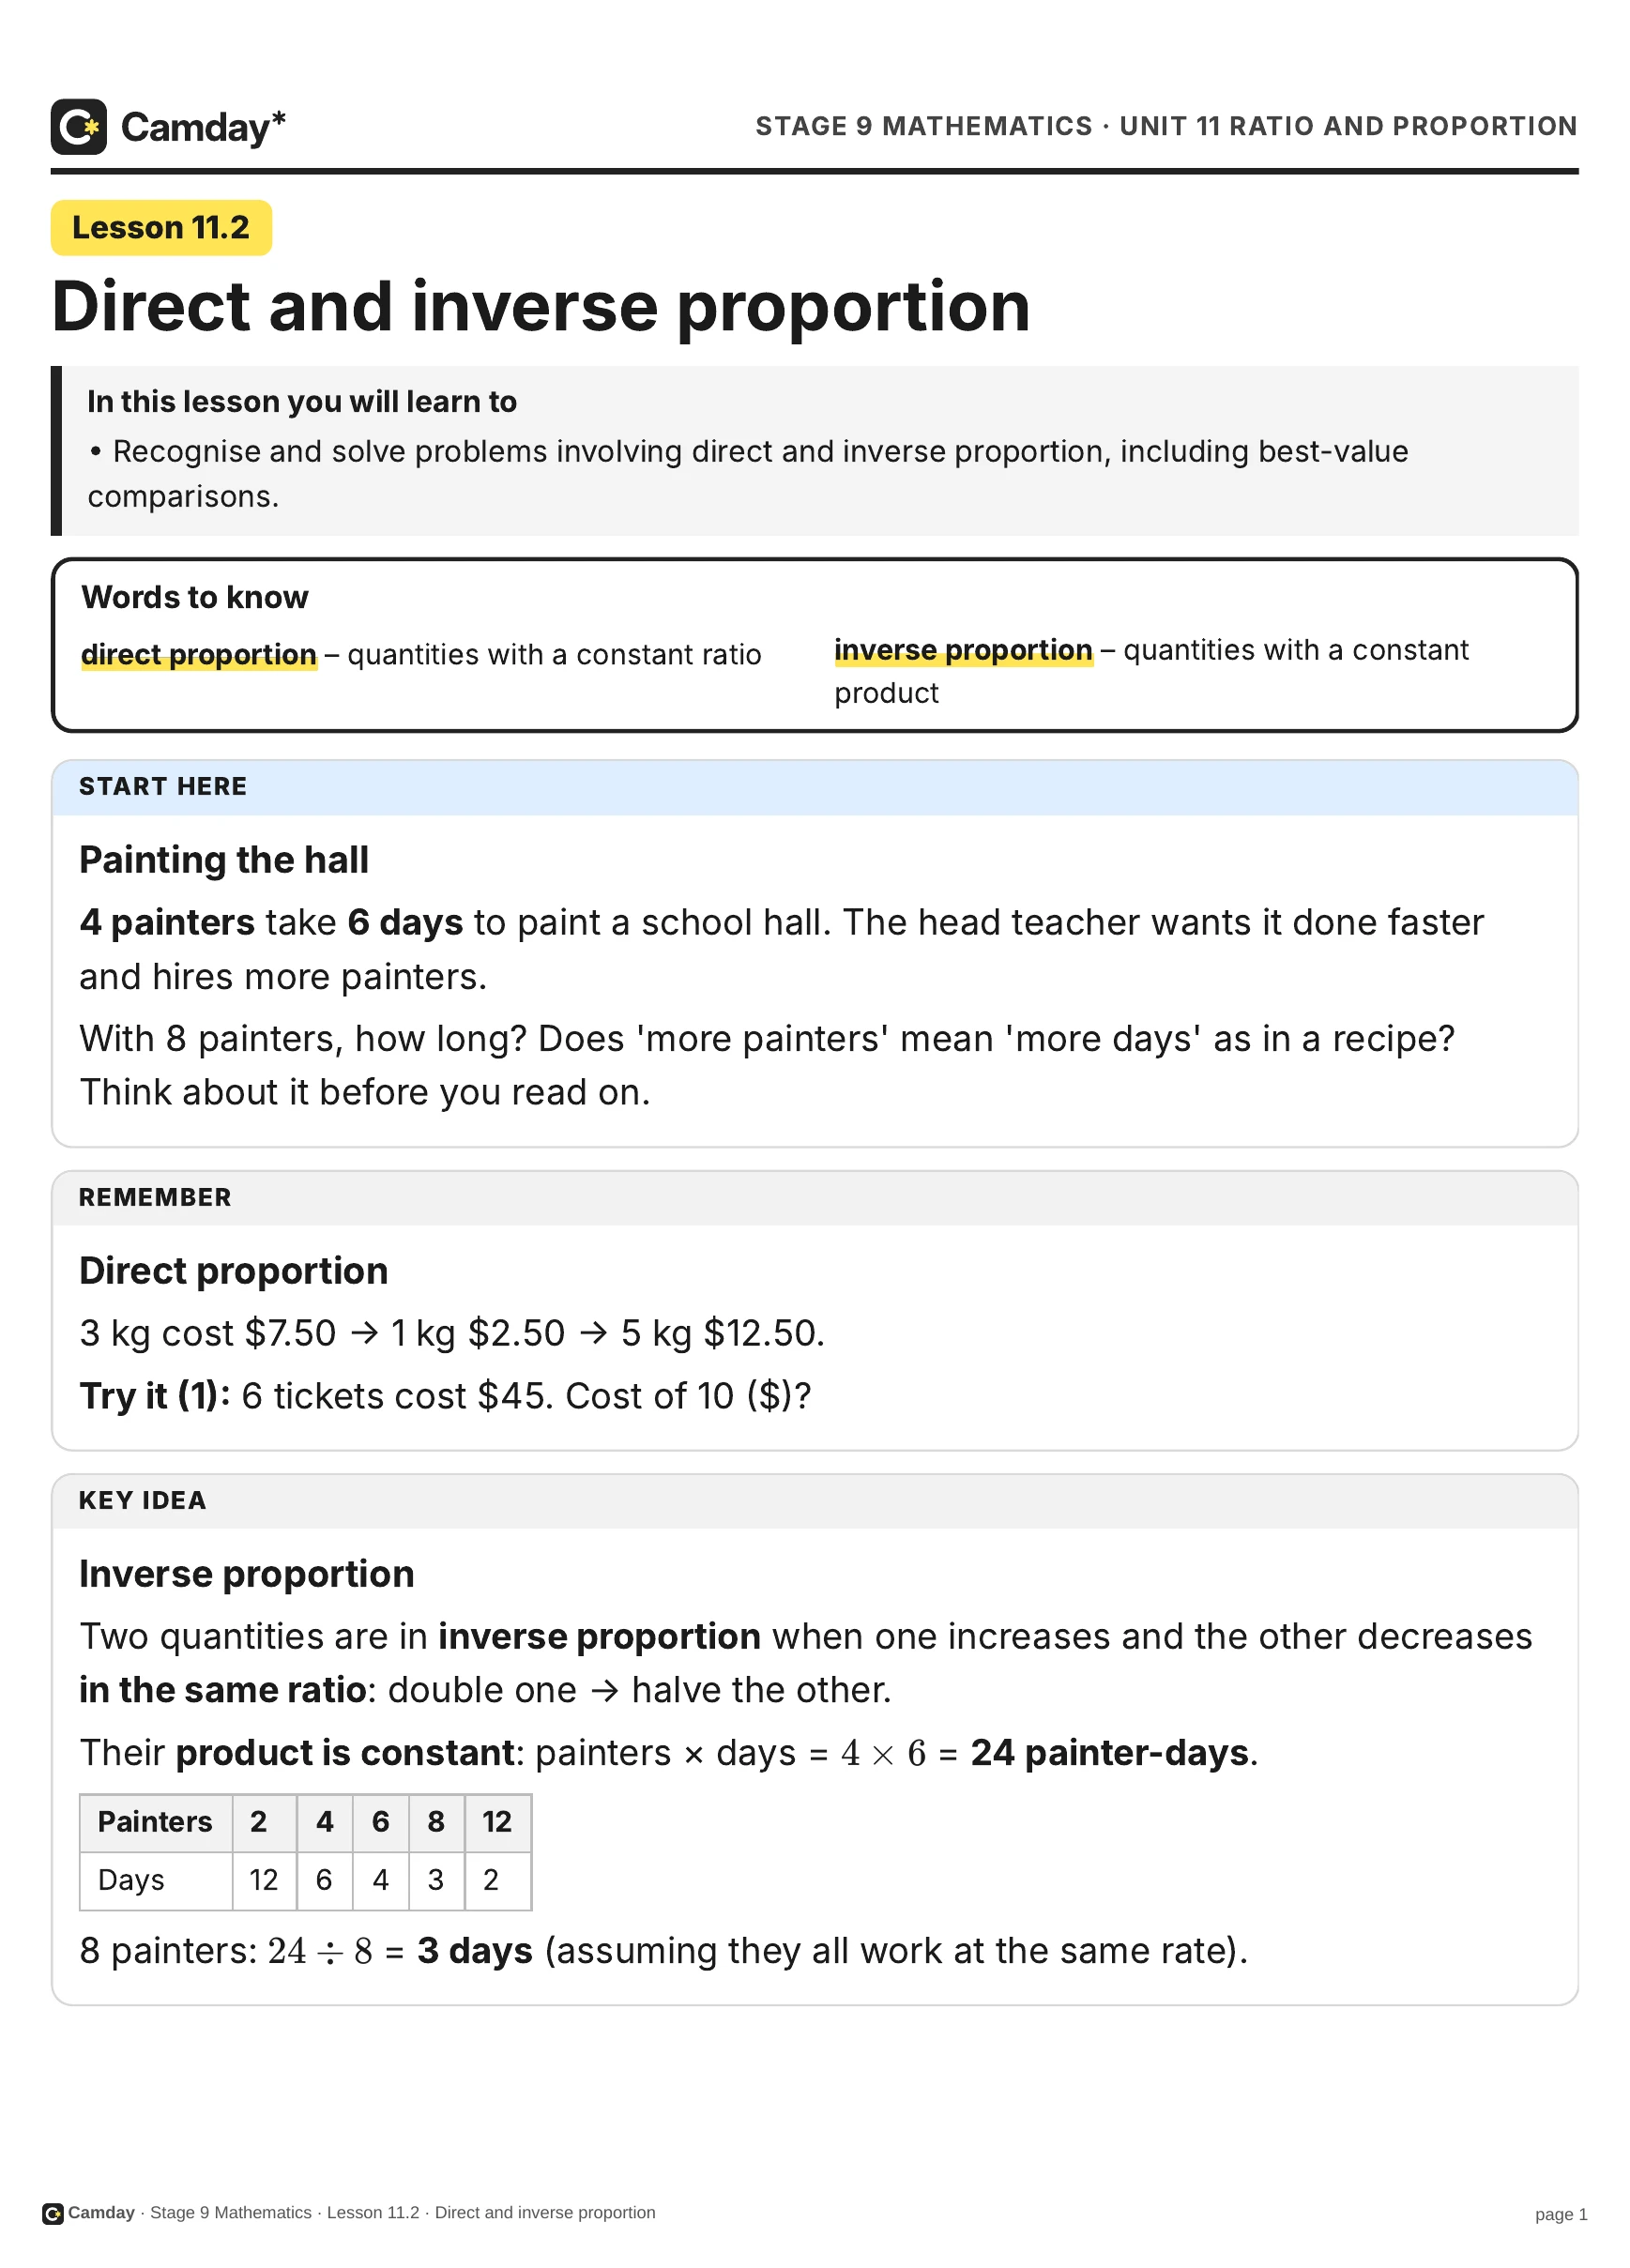 Camday*
STAGE 9 MATHEMATICS · UNIT 11 RATIO AND PROPORTION
Lesson 11.2
Direct and inverse proportion
In this lesson you will learn to
• Recognise and solve problems involving direct and inverse proportion, including best-value
comparisons.
Words to know
direct proportion – quantities with a constant ratio
inverse proportion – quantities with a constant
product
START HERE
Painting the hall
4 painters take 6 days to paint a school hall. The head teacher wants it done faster
and hires more painters.
With 8 painters, how long? Does 'more painters' mean 'more days' as in a recipe?
Think about it before you read on.
REMEMBER
Direct proportion
3 kg cost $7.50 → 1 kg $2.50 → 5 kg $12.50.
Try it (1): 6 tickets cost $45. Cost of 10 ($)?
KEY IDEA
Inverse proportion
Two quantities are in inverse proportion when one increases and the other decreases
in the same ratio: double one → halve the other.
Their product is constant: painters × days = 4 × 6 = 24 painter-days.
Painters 2 4 6 8 12
Days 12 6 4 3 2
8 painters: 24 ÷ 8 = 3 days (assuming they all work at the same rate).
Camday · Stage 9 Mathematics · Lesson 11.2 · Direct and inverse proportion
page 1